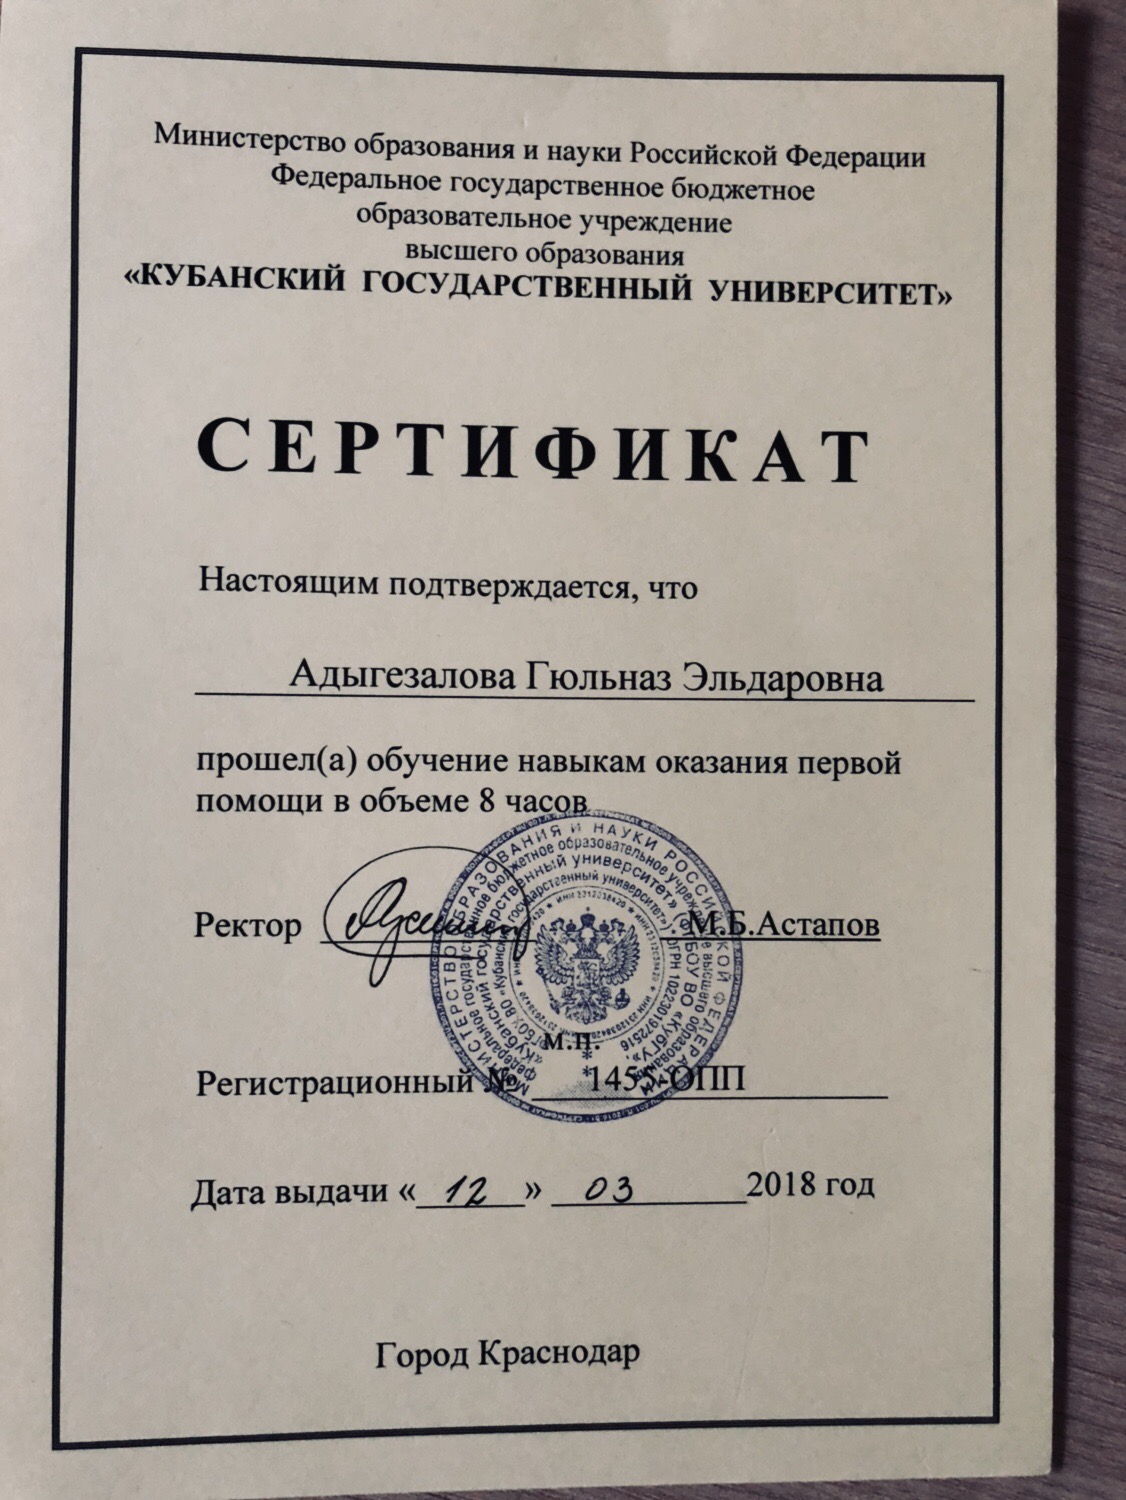 Министерство образования и науки Российской Федерации
Федеральное государственное бюджетное
образовательное учреждение
высшего образования
«КУБАНСКИЙ ГОСУДАРСТВЕННЫЙ УНИВЕРСИТЕТ»
СЕРТИФИКАТ
Настоящим подтверждается, что
Адыгезалова Гюльназ Эльдаровна
прошел(а) обучение навыкам оказания первой
помощи в объеме 8 часов
Ректор М.Б.Астапов
м.п.
Регистрационный № 1455-ОПП
Дата выдачи « 12 » 03 2018 год
Город Краснодар